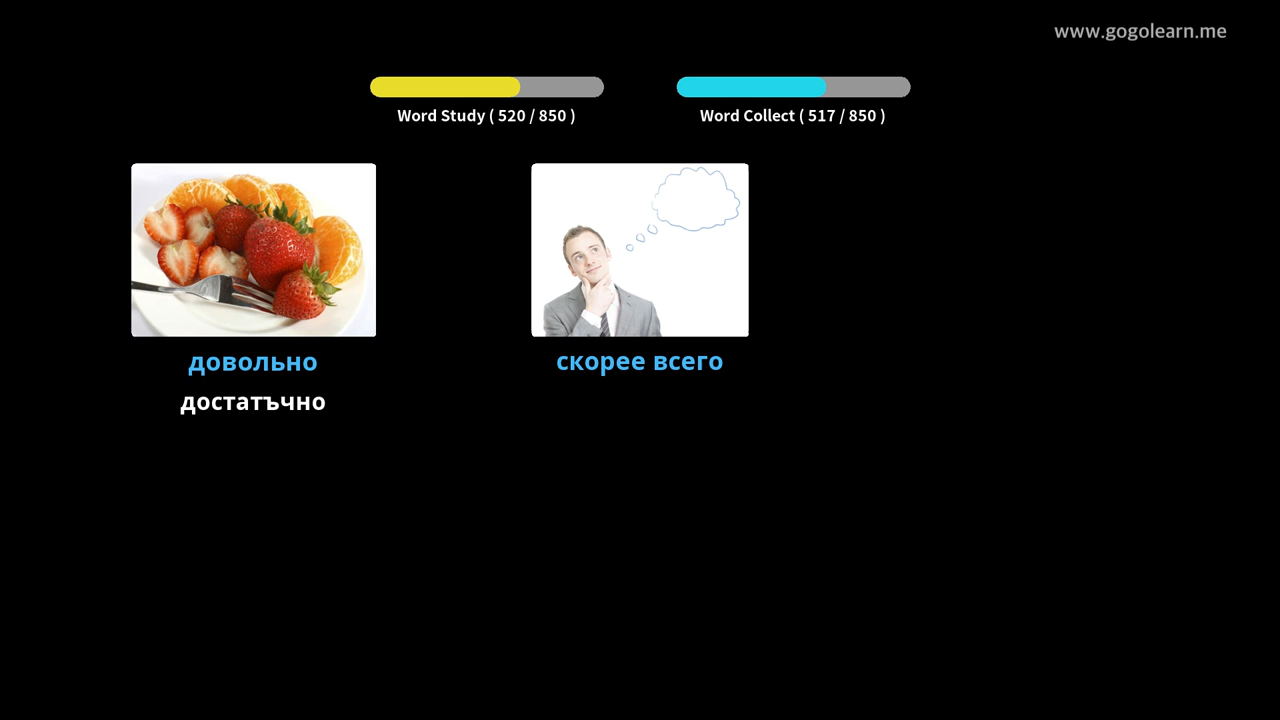 www.gogolearn.me
Word Study ( 520 / 850 )
Word Collect ( 517 / 850 )
довольно
достатъчно
скорее всего